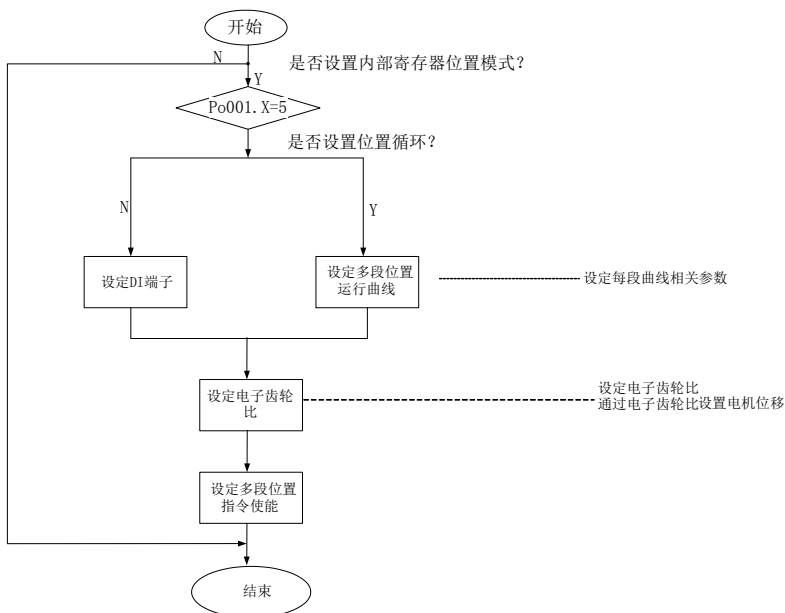 开始
N
是否设置内部寄存器位置模式?
Y
Po001.X=5
是否设置位置循环?
N
Y
设定DI端子
设定多段位置
运行曲线
设定每段曲线相关参数
设定电子齿轮
比
设定电子齿轮比
通过电子齿轮比设置电机位移
设定多段位置
指令使能
结束